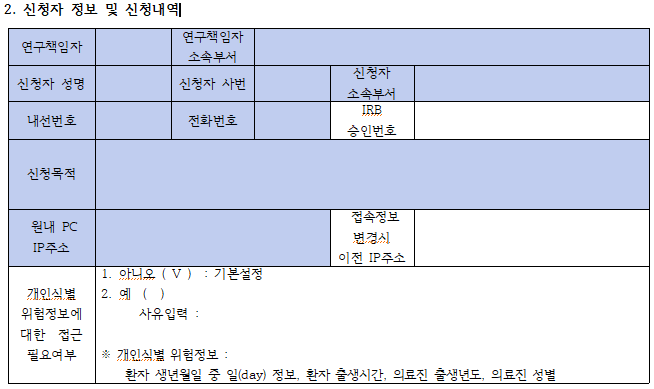 2. 신청자 정보 및 신청내역
연구책임자
연구책임자
소속부서
신청자 성명
신청자 사번
신청자
소속부서
내선번호
전화번호
IRB
승인번호
신청목적
원내 PC
IP주소
접속정보
변경시
이전 IP주소
개인식별
위험정보에
대한 접근
필요여부
1. 아니오 ( V ) : 기본설정
2. 예 ( )
사유입력 :
※ 개인식별 위험정보 :
환자 생년월일 중 일(day) 정보, 환자 출생시간, 의료진 출생년도, 의료진 성별